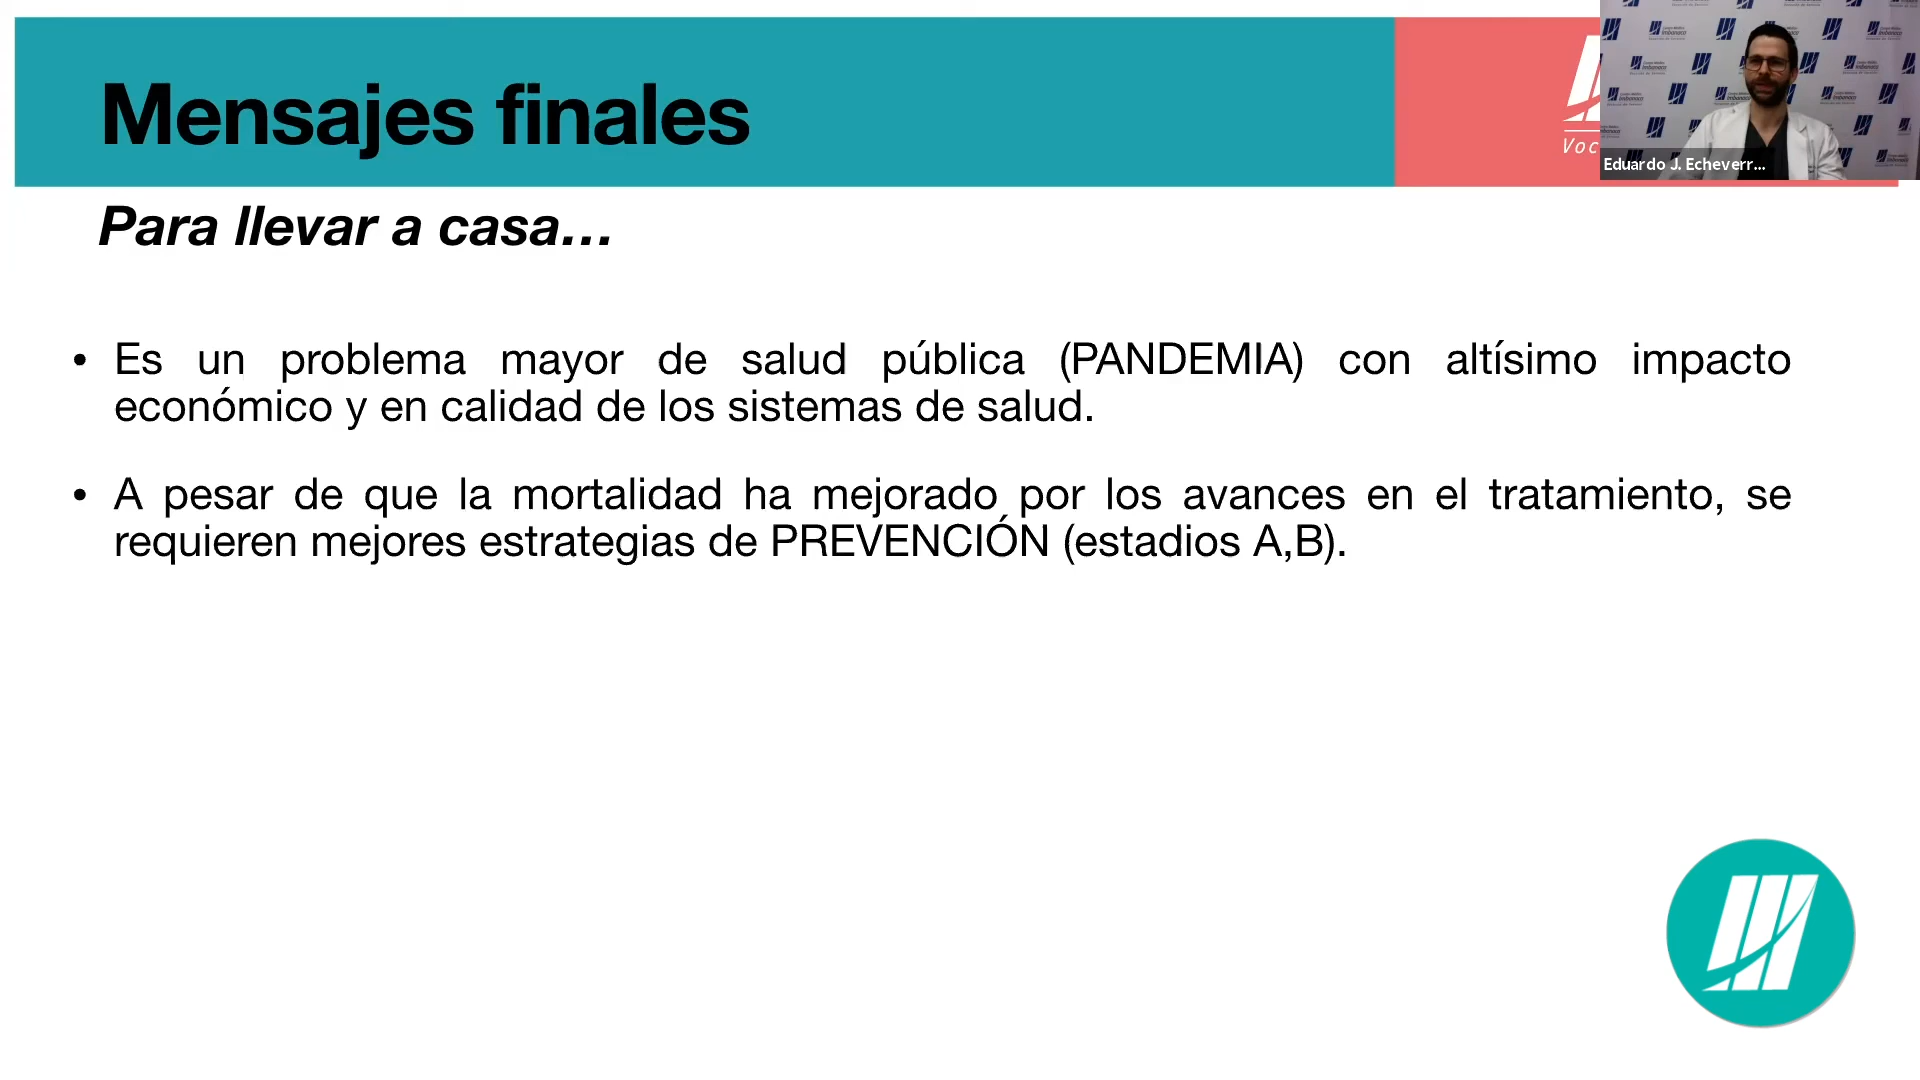 Mensajes finales
Voc
Eduardo J. Echeverr...
Para llevar a casa...
• Es un problema mayor de salud pública (PANDEMIA) con altísimo impacto
económico y en calidad de los sistemas de salud.
• A pesar de que la mortalidad ha mejorado por los avances en el tratamiento, se
requieren mejores estrategias de PREVENCIÓN (estadios A,B).